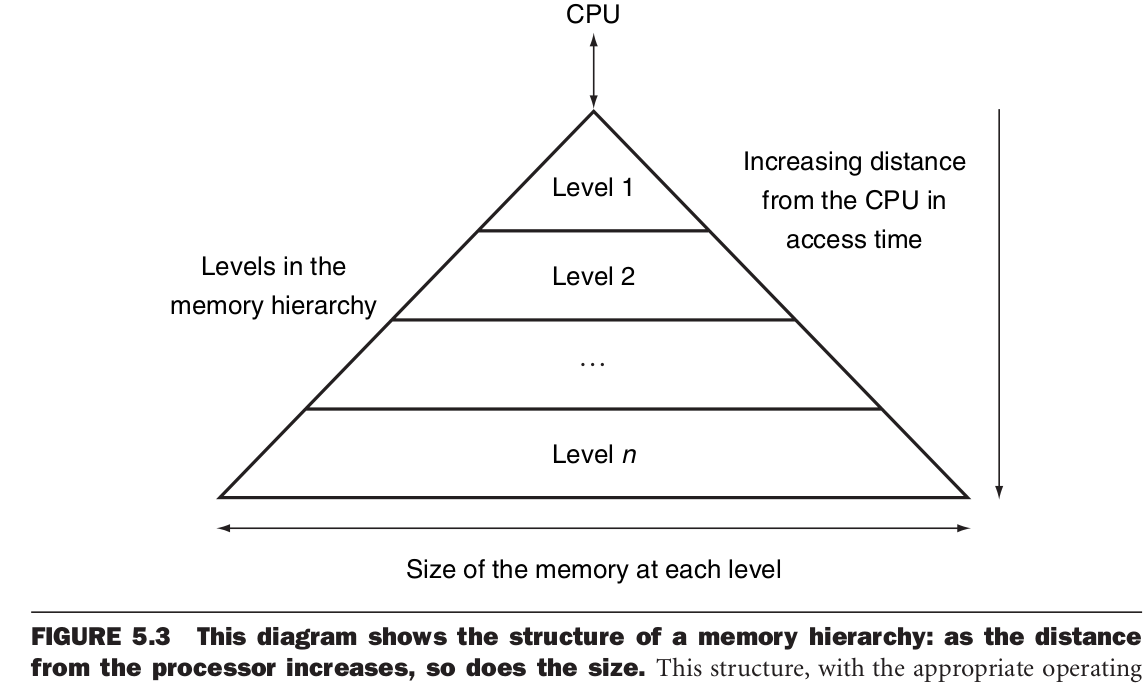 CPU
Level 1
Increasing distance
from the CPU in
access time
Levels in the
memory hierarchy
Level 2
…
Level n
Size of the memory at each level
FIGURE 5.3 This diagram shows the structure of a memory hierarchy: as the distance
from the processor increases, so does the size. This structure, with the appropriate operating